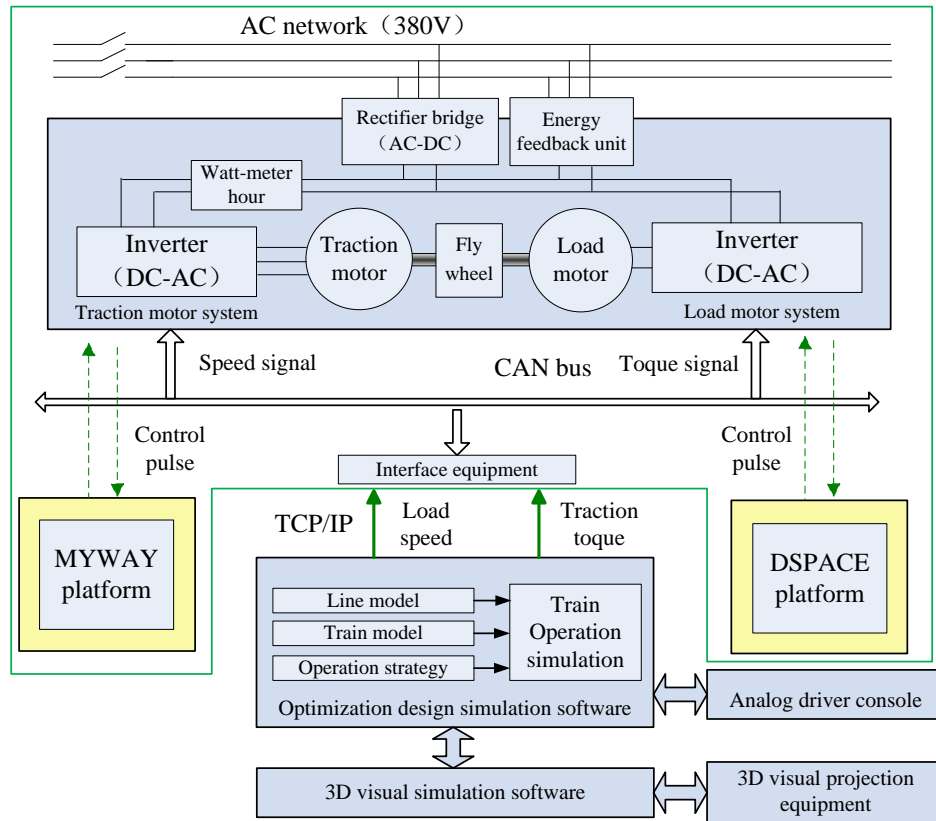 AC network（380V）
Rectifier bridge
（AC-DC）
Energy
feedback unit
Watt-meter
hour
Inverter
（DC-AC）
Traction
motor
Fly
wheel
Load
motor
Inverter
（DC-AC）
Traction motor system
Load motor system
Speed signal
CAN bus
Toque signal
Control
pulse
Control
pulse
Interface equipment
MYWAY
platform
TCP/IP
Load
speed
Traction
toque
DSPACE
platform
Line model
Train model
Operation strategy
Train
Operation
simulation
Optimization design simulation software
Analog driver console
3D visual simulation software
3D visual projection
equipment